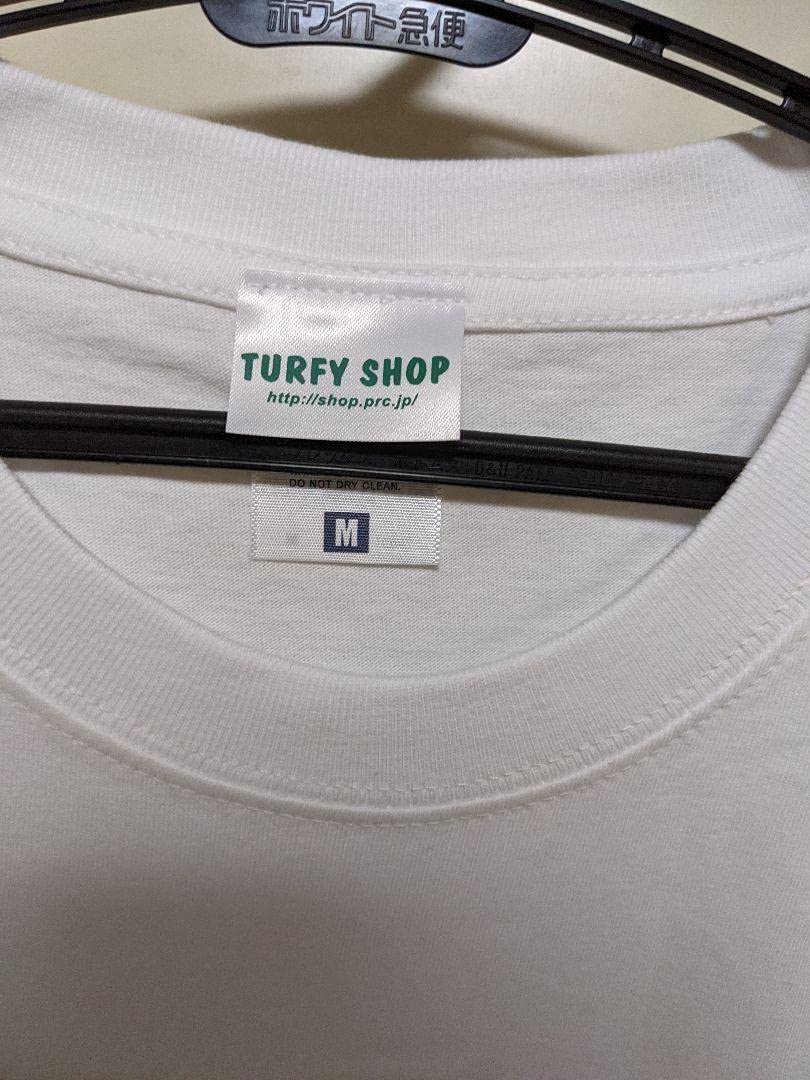 ホワイト急便
TURFY SHOP
http://shop.prc.jp/
DO NOT DRY CLEAN.
M